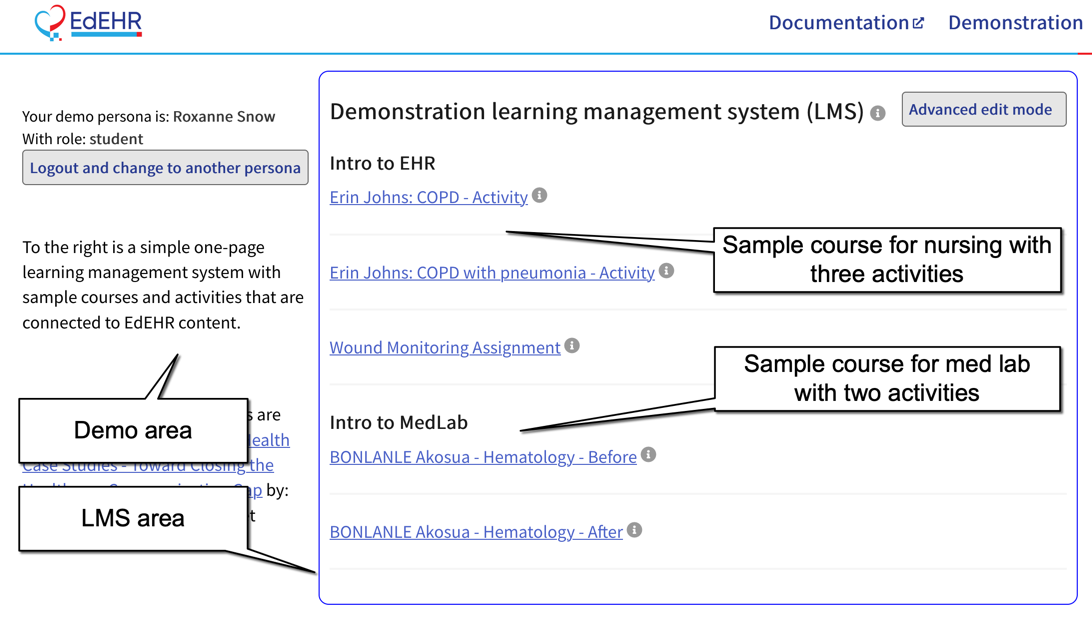 EdEHR
Documentation
Demonstration
Your demo persona is: Roxanne Snow
With role: student
Logout and change to another persona
To the right is a simple one-page
learning management system with
sample courses and activities that are
connected to EdEHR content.
Demo area
s are
Health
Case Studies - Toward Closing the
by:
LMS area
Demonstration learning management system (LMS)
Advanced edit mode
Intro to EHR
Erin Johns: COPD - Activity
Sample course for nursing with
three activities
Erin Johns: COPD with pneumonia - Activity
Wound Monitoring Assignment
Sample course for med lab
with two activities
Intro to MedLab
BONLANLE Akosua - Hematology - Before
BONLANLE Akosua - Hematology - After